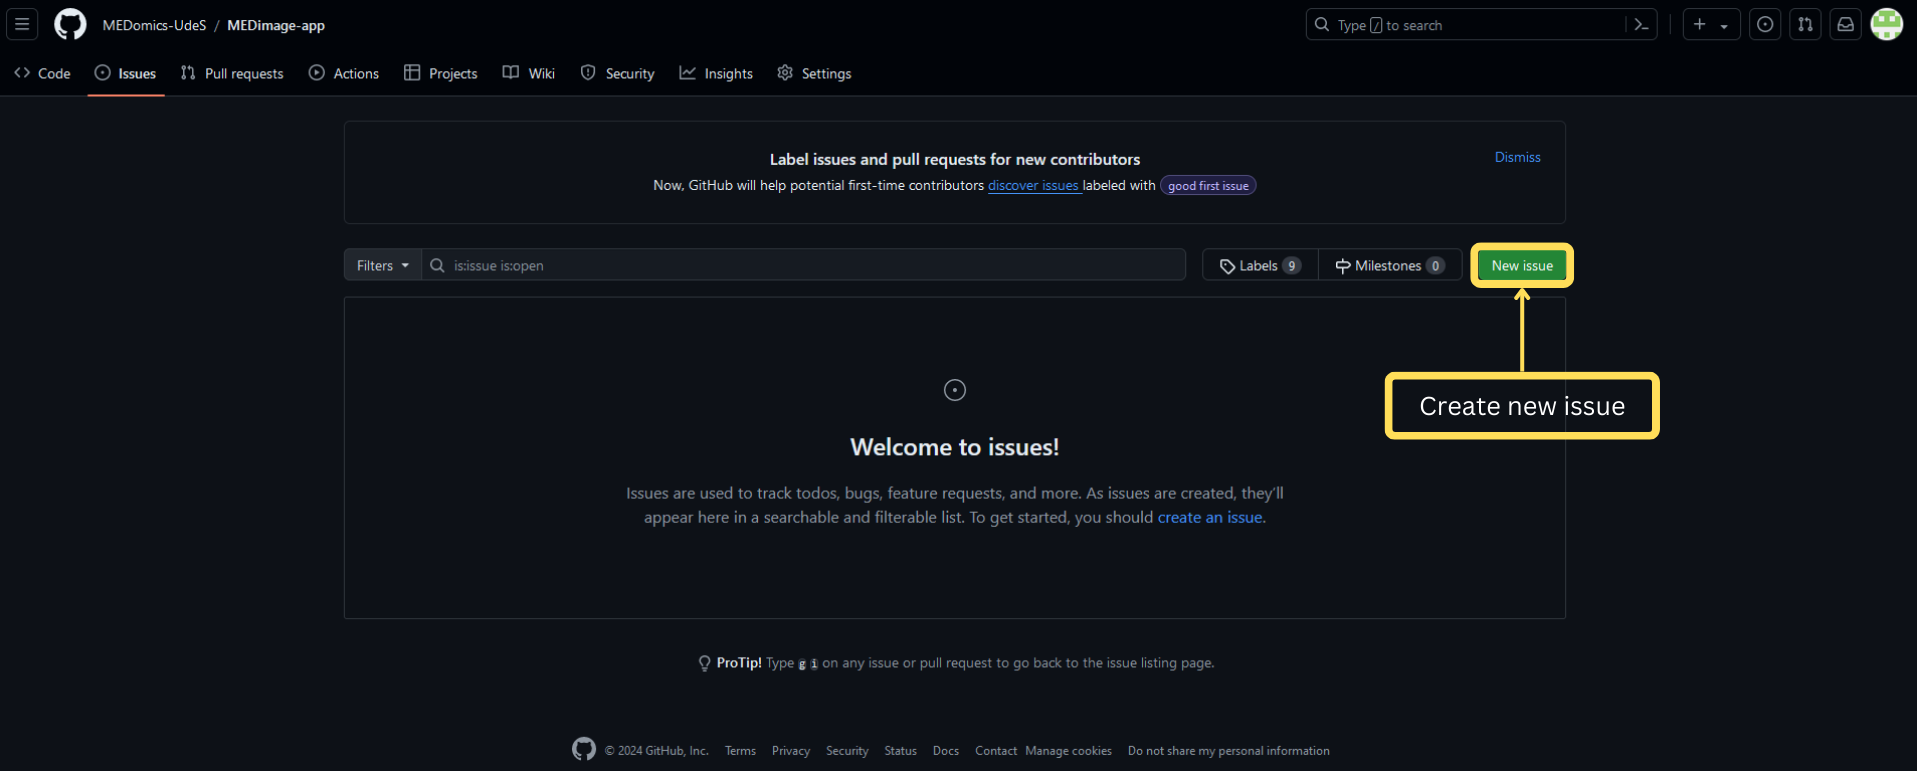 MEDomics-UdeS / MEDimage-app
Type / to search
Code Issues Pull requests Actions Projects Wiki Security Insights Settings
Label issues and pull requests for new contributors
Dismiss
Now, GitHub will help potential first-time contributors discover issues labeled with good first issue
Filters is:issue is:open Labels 9 Milestones 0 New issue
Create new issue
Welcome to issues!
Issues are used to track todos, bugs, feature requests, and more. As issues are created, they'll
appear here in a searchable and filterable list. To get started, you should create an issue.
ProTip! Type g i on any issue or pull request to go back to the issue listing page.
© 2024 GitHub, Inc. Terms Privacy Security Status Docs Contact Manage cookies Do not share my personal information